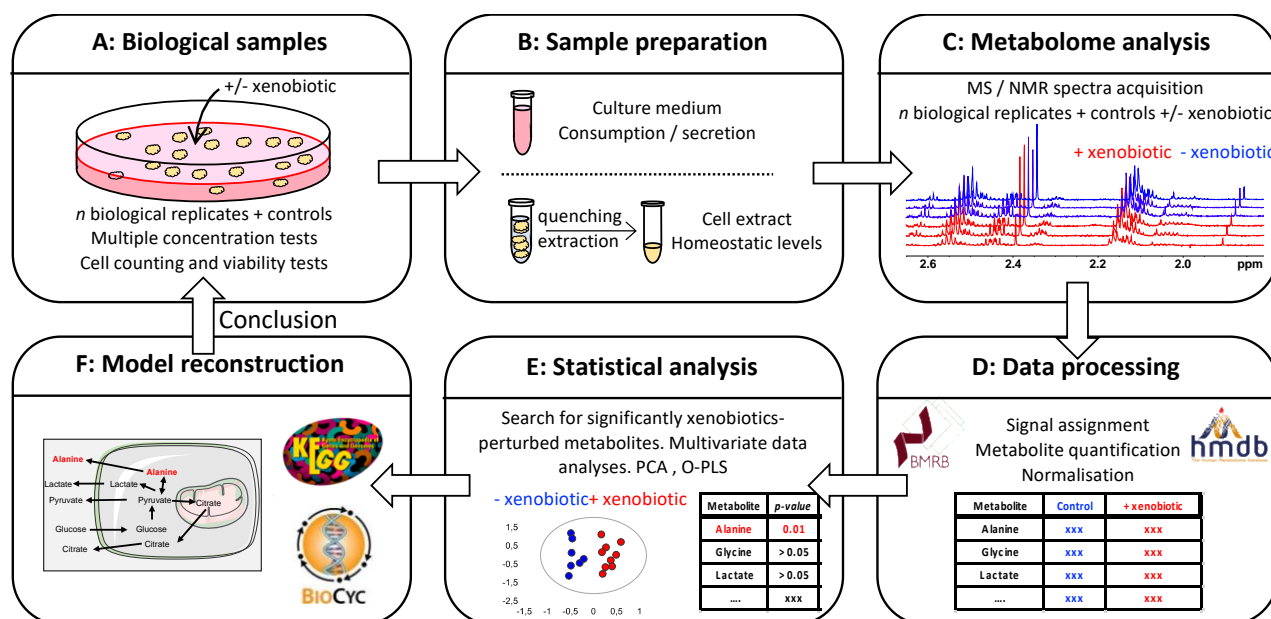 A: Biological samples
+/- xenobiotic
n biological replicates + controls
Multiple concentration tests
Cell counting and viability tests
B: Sample preparation
Culture medium
Consumption / secretion
quenching
extraction
Cell extract
Homeostatic levels
C: Metabolome analysis
MS / NMR spectra acquisition
n biological replicates + controls +/- xenobiotic
+ xenobiotic - xenobiotic
2.6 2.4 2.2 2.0 ppm
Conclusion
F: Model reconstruction
Alanine
Alanine
Lactate Lactate
Pyruvate Pyruvate Citrate
Glucose Glucose
Citrate Citrate
KEGG
BIOCYC
E: Statistical analysis
Search for significantly xenobiotics-
perturbed metabolites. Multivariate data
analyses. PCA , O-PLS
- xenobiotic+ xenobiotic
1,5
0,5
-0,5
-1,5
-2,5
-1,5 -1 -0,5 0 0,5 1
Metabolite p-value
Alanine 0.01
Glycine > 0.05
Lactate > 0.05
.... xxx
D: Data processing
BMRB
Signal assignment
Metabolite quantification
Normalisation
hmdb
Metabolite Control + xenobiotic
Alanine xxx xxx
Glycine xxx xxx
Lactate xxx xxx
.... xxx xxx